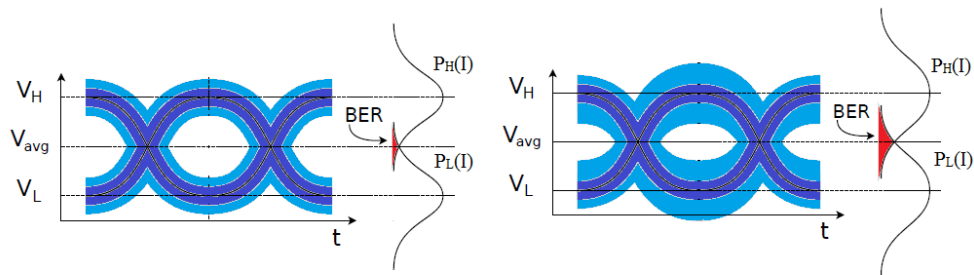 PH(I)
VH
BER
Vavg
PL(I)
VL
t
PH(I)
VH
BER
Vavg
PL(I)
VL
t